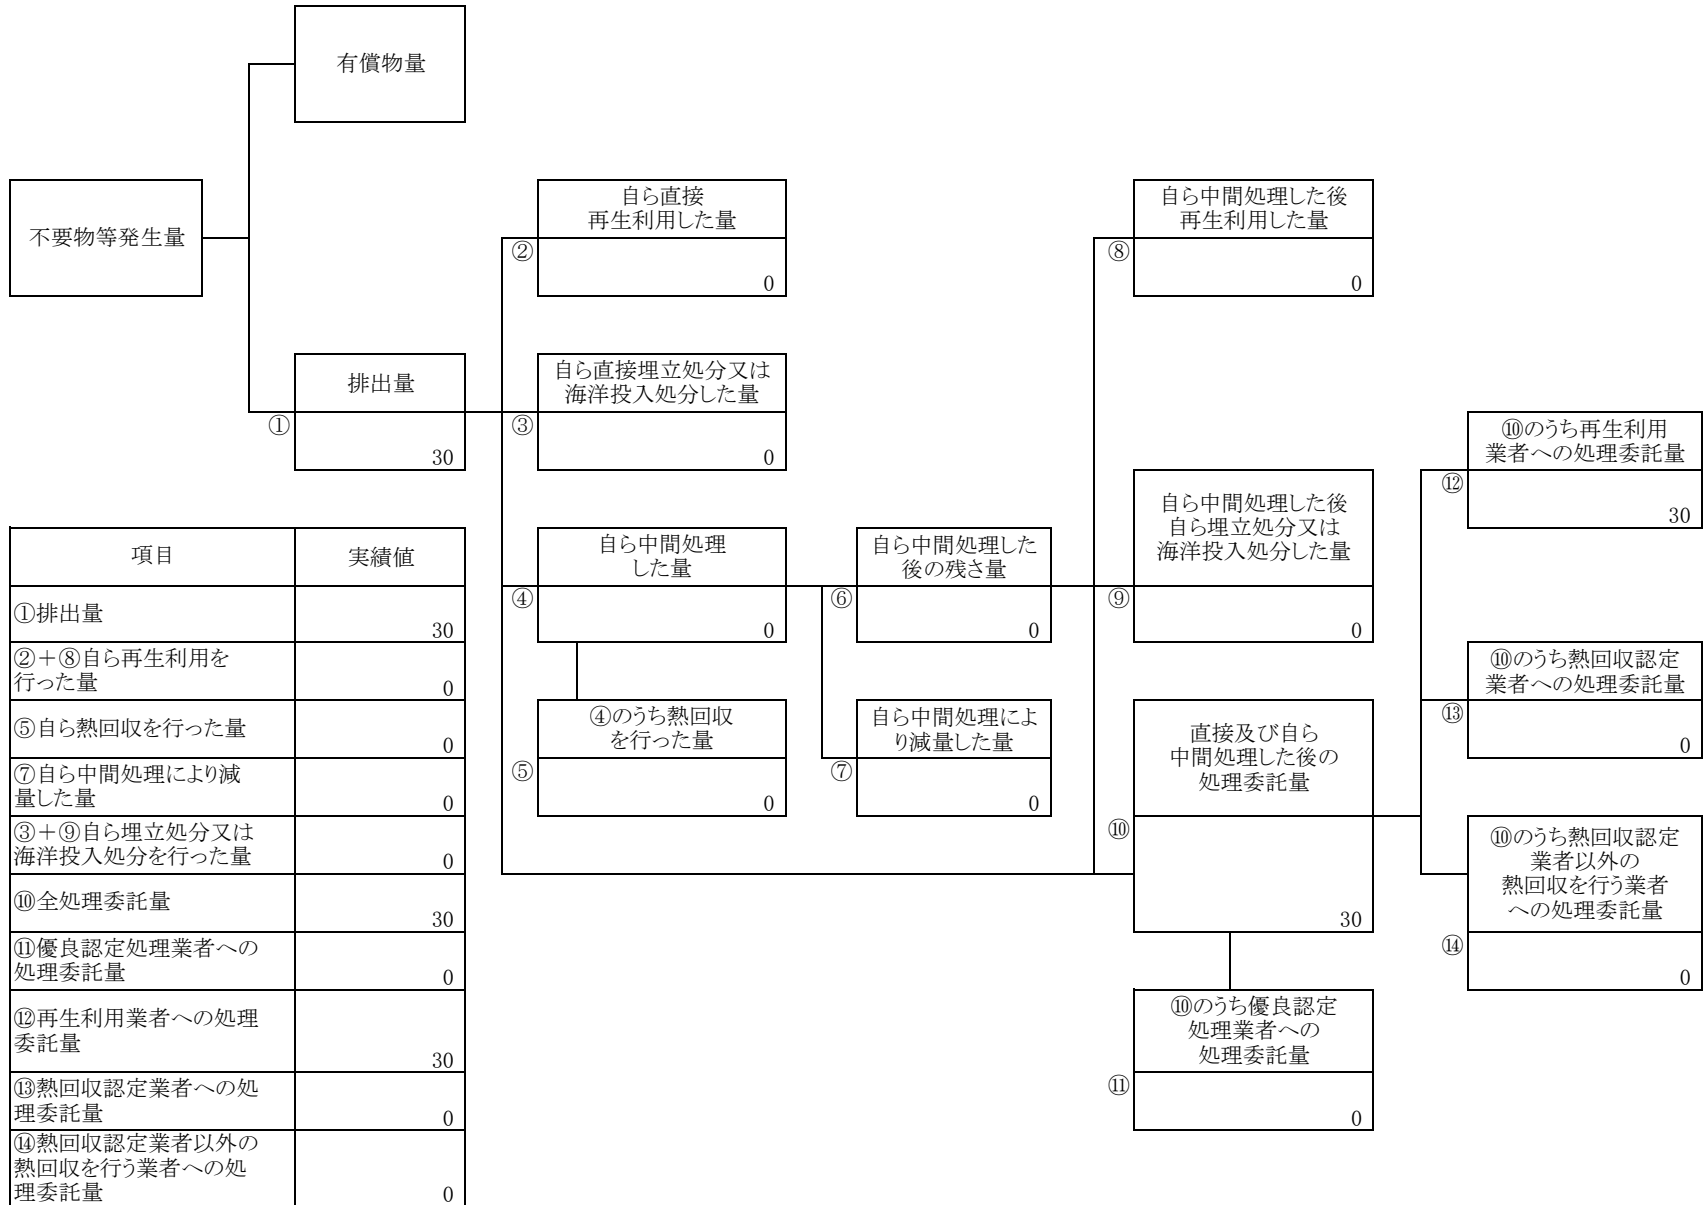 有償物量
不要物等発生量
自ら直接
再生利用した量
②
0
自ら中間処理した後
再生利用した量
⑧
0
排出量
①
30
自ら直接埋立処分又は
海洋投入処分した量
③
0
⑩のうち再生利用
業者への処理委託量
⑫
30
自ら中間処理
した量
④
0
自ら中間処理した
後の残さ量
⑥
0
自ら中間処理した後
自ら埋立処分又は
海洋投入処分した量
⑨
0
⑩のうち熱回収認定
業者への処理委託量
⑬
0
④のうち熱回収
を行った量
⑤
0
自ら中間処理によ
り減量した量
⑦
0
直接及び自ら
中間処理した後の
処理委託量
⑩
30
⑩のうち熱回収認定
業者以外の
熱回収を行う業者
への処理委託量
⑭
0
⑩のうち優良認定
処理業者への
処理委託量
⑪
0
項目 実績値
①排出量
30
②＋⑧自ら再生利用を
行った量 0
⑤自ら熱回収を行った量
0
⑦自ら中間処理により減
量した量 0
③＋⑨自ら埋立処分又は
海洋投入処分を行った量 0
⑩全処理委託量
30
⑪優良認定処理業者への
処理委託量 0
⑫再生利用業者への処理
委託量
30
⑬熱回収認定業者への処
理委託量 0
⑭熱回収認定業者以外の
熱回収を行う業者への処
理委託量 0